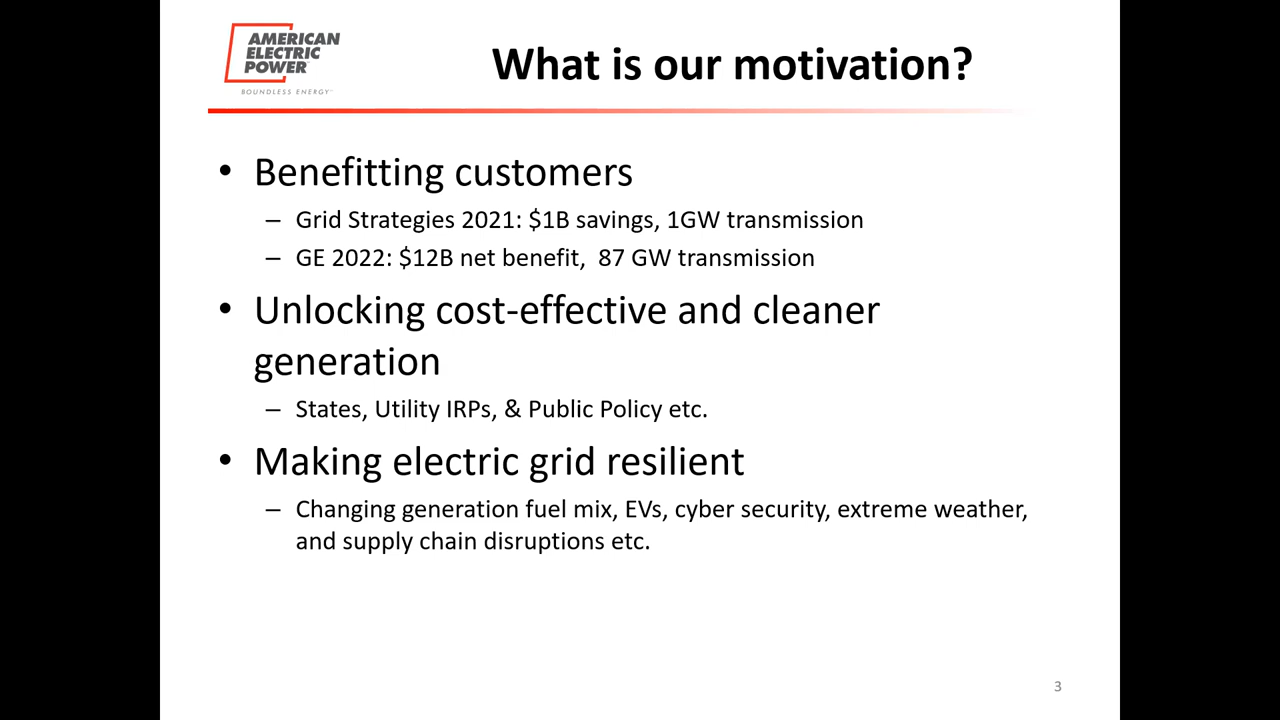 AMERICAN
ELECTRIC
POWER
BOUNDLESS ENERGY™
What is our motivation?
• Benefitting customers
– Grid Strategies 2021: $1B savings, 1GW transmission
– GE 2022: $12B net benefit,  87 GW transmission
• Unlocking cost-effective and cleaner
generation
– States, Utility IRPs, & Public Policy etc.
• Making electric grid resilient
– Changing generation fuel mix, EVs, cyber security, extreme weather,
and supply chain disruptions etc.
3